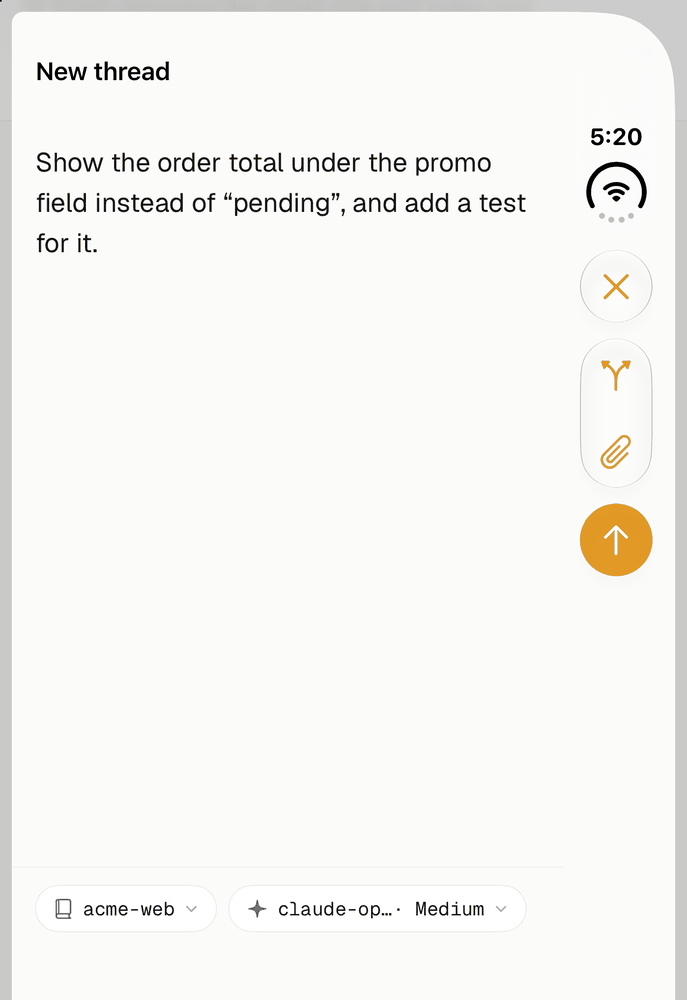 New thread
5:20
Show the order total under the promo
field instead of “pending”, and add a test
for it.
acme-web
claude-op…· Medium